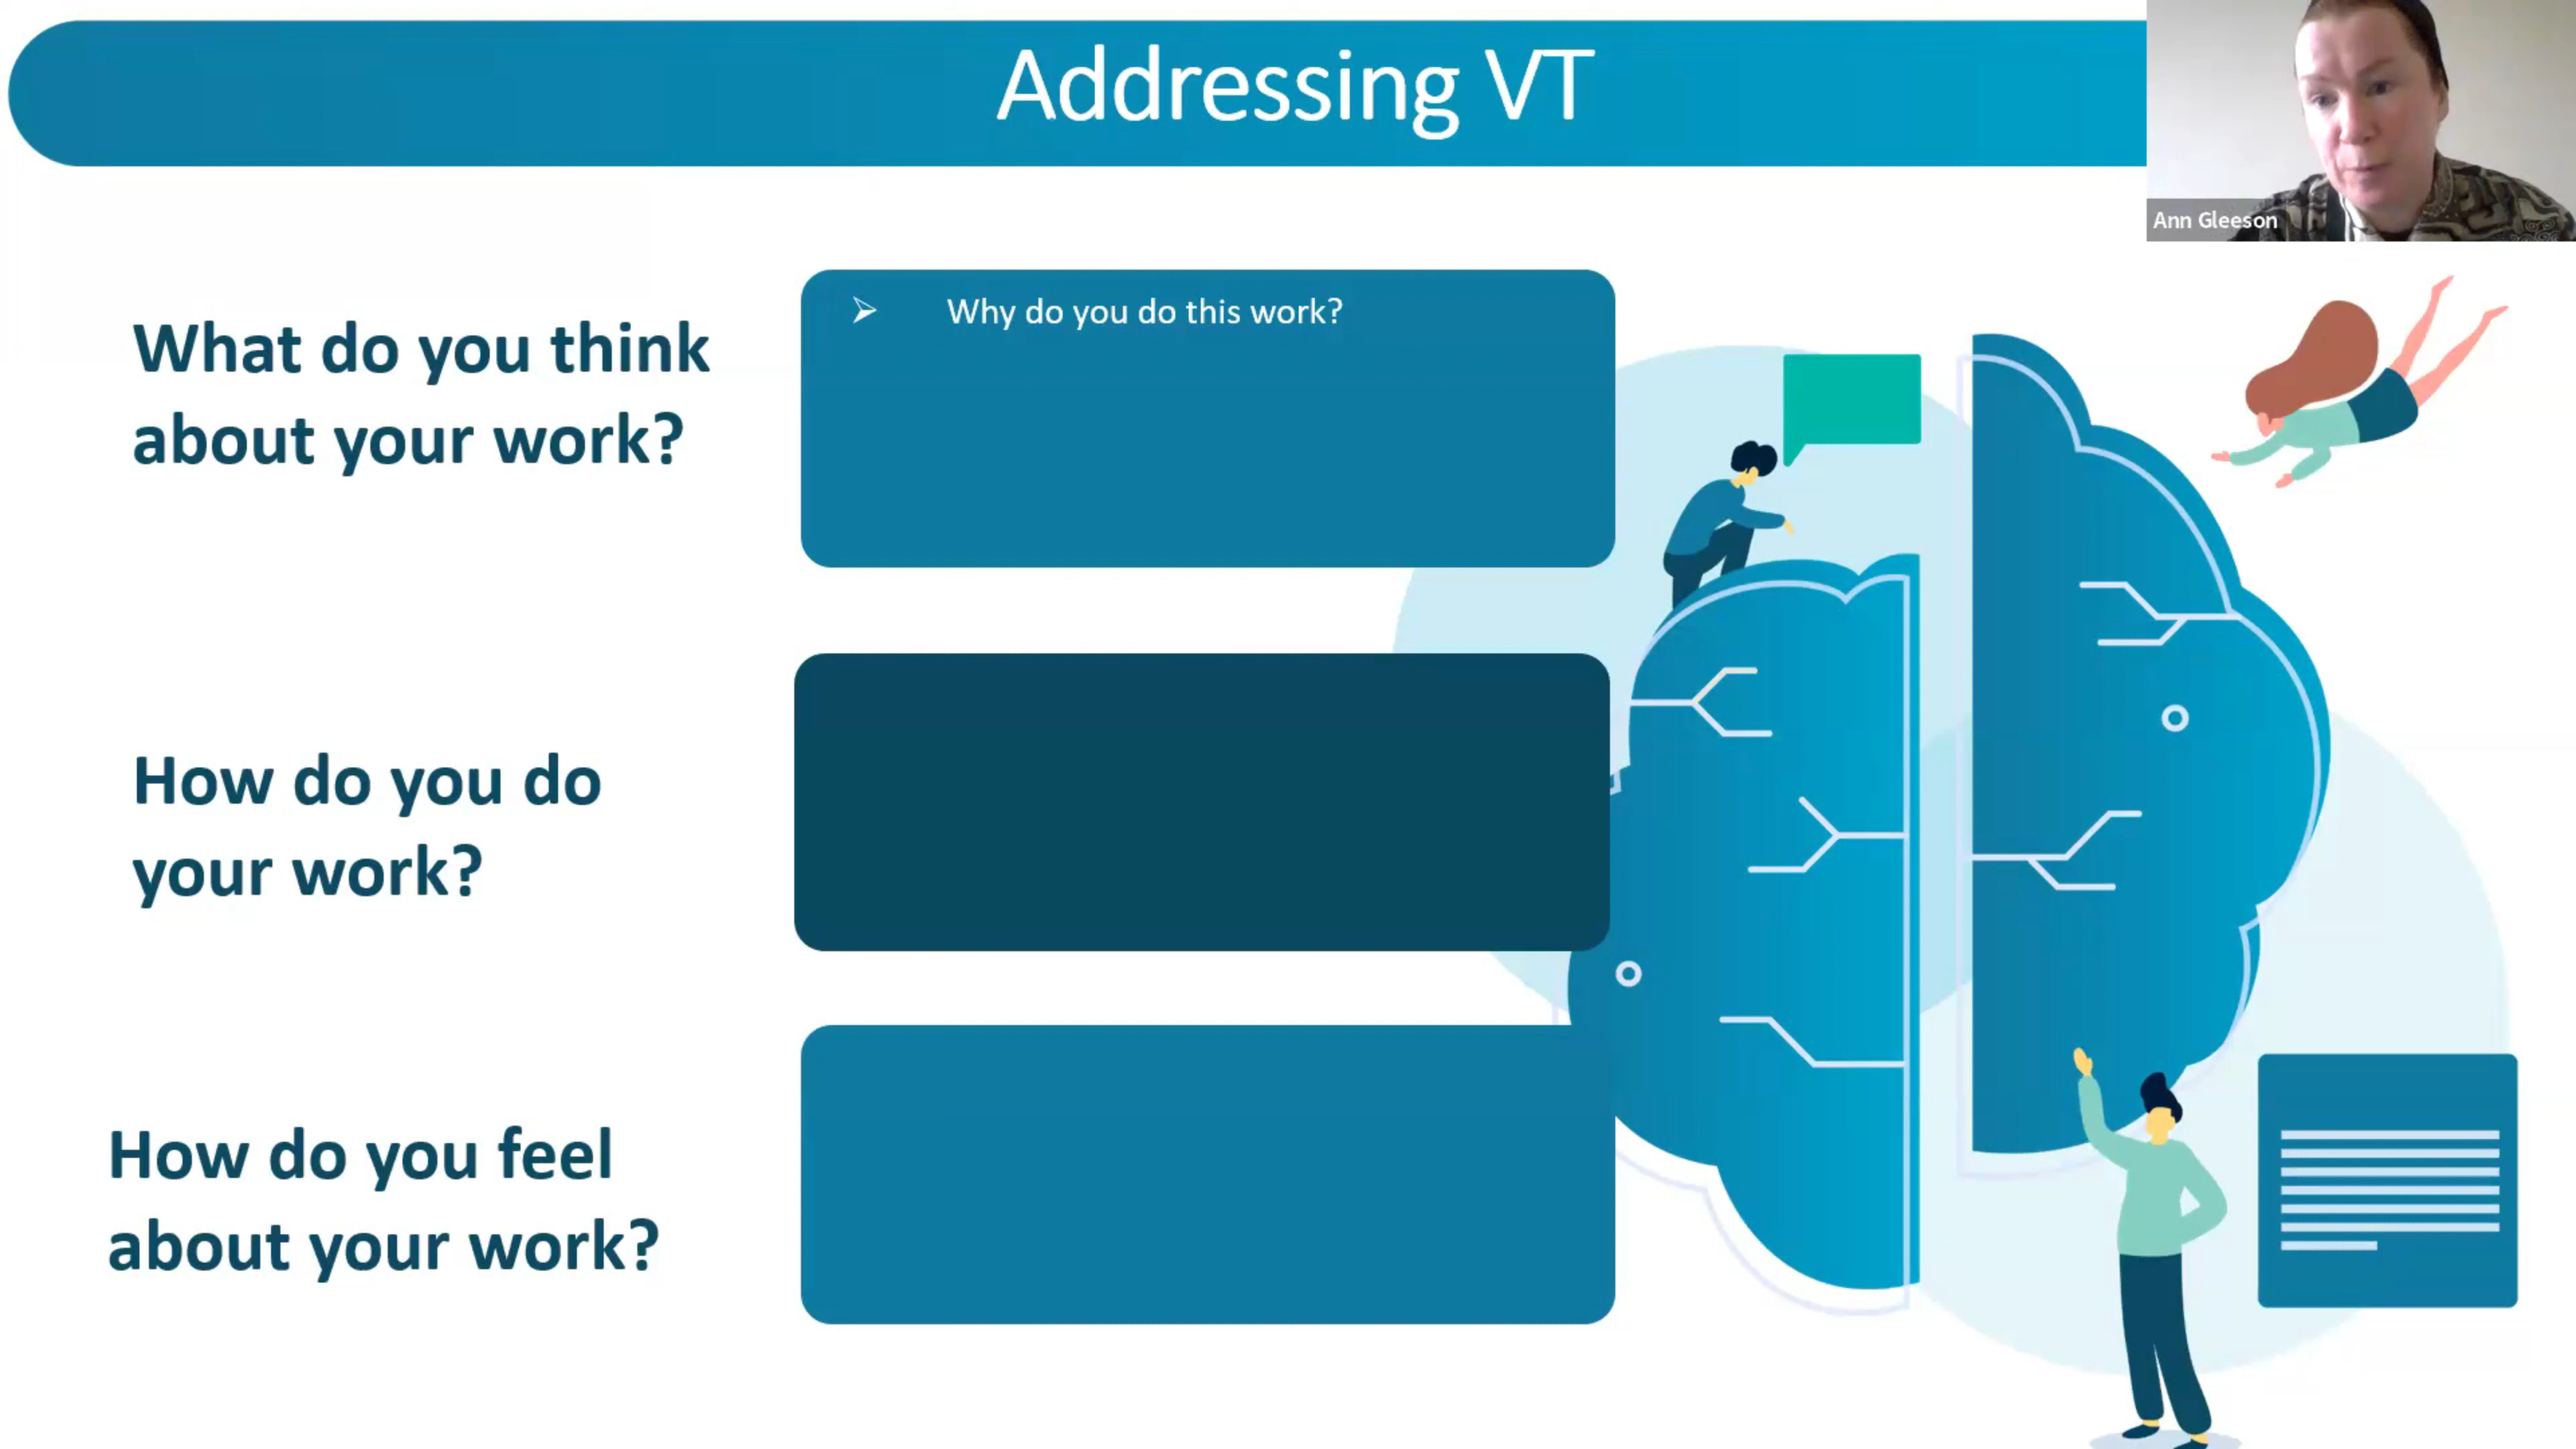 Addressing VT
Ann Gleeson
What do you think
about your work?
Why do you do this work?
How do you do
your work?
How do you feel
about your work?